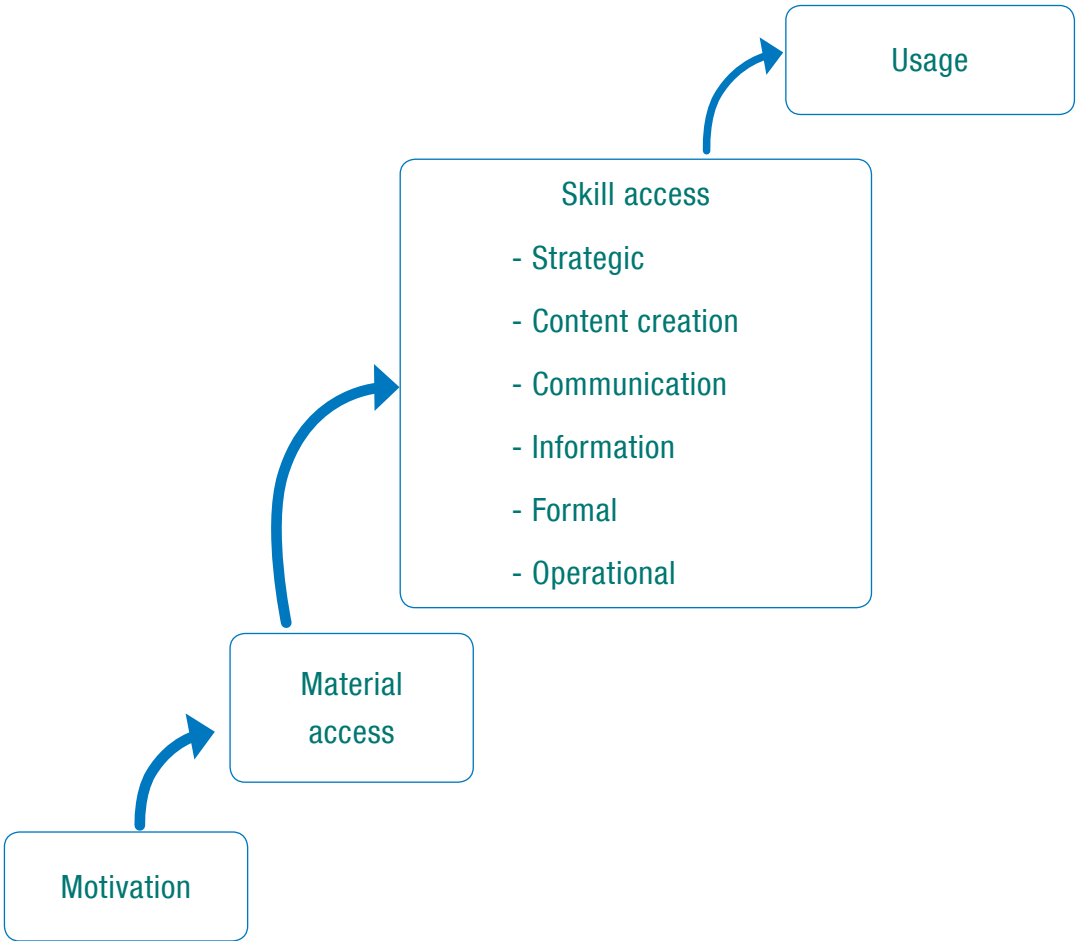 Usage
Skill access
- Strategic
- Content creation
- Communication
- Information
- Formal
- Operational
Material
access
Motivation